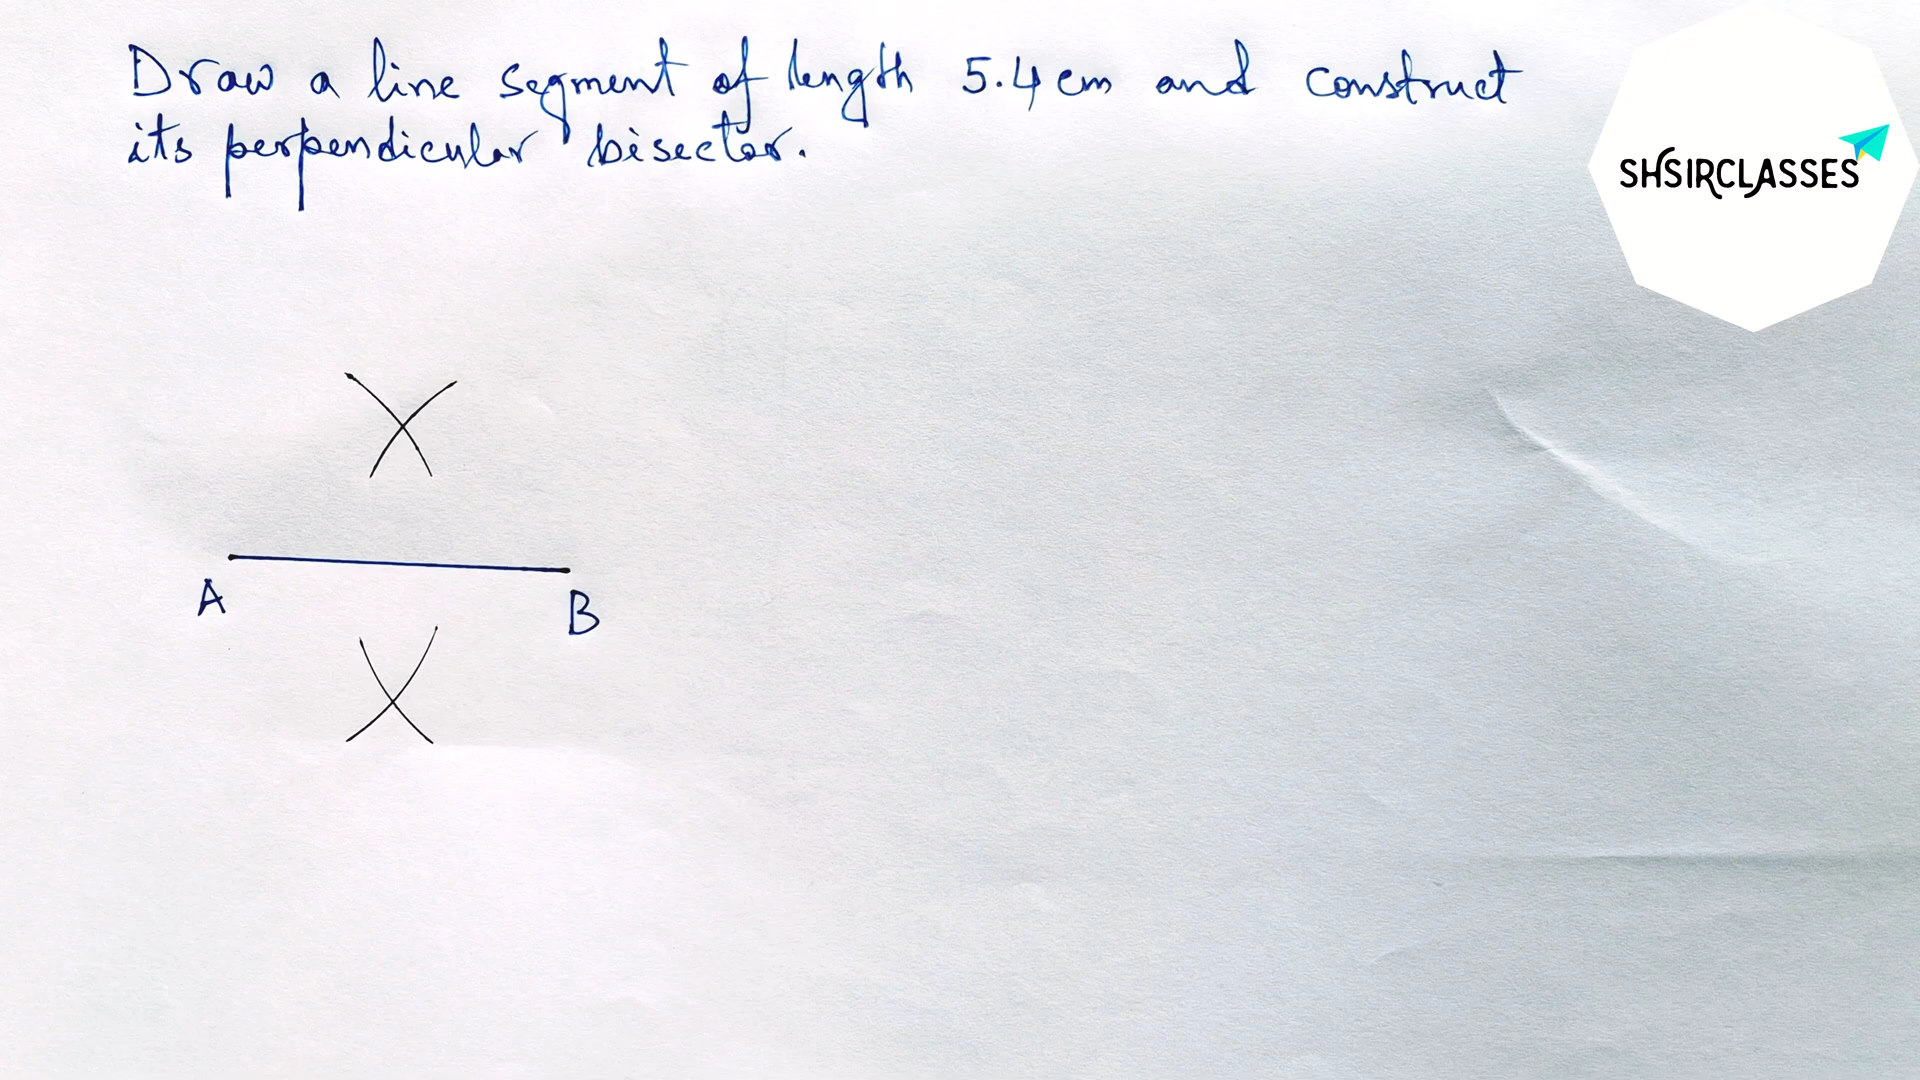 Draw a line segment of length 5.4 cm and construct
its perpendicular bisector.
SHSIRCLASSES
A
B